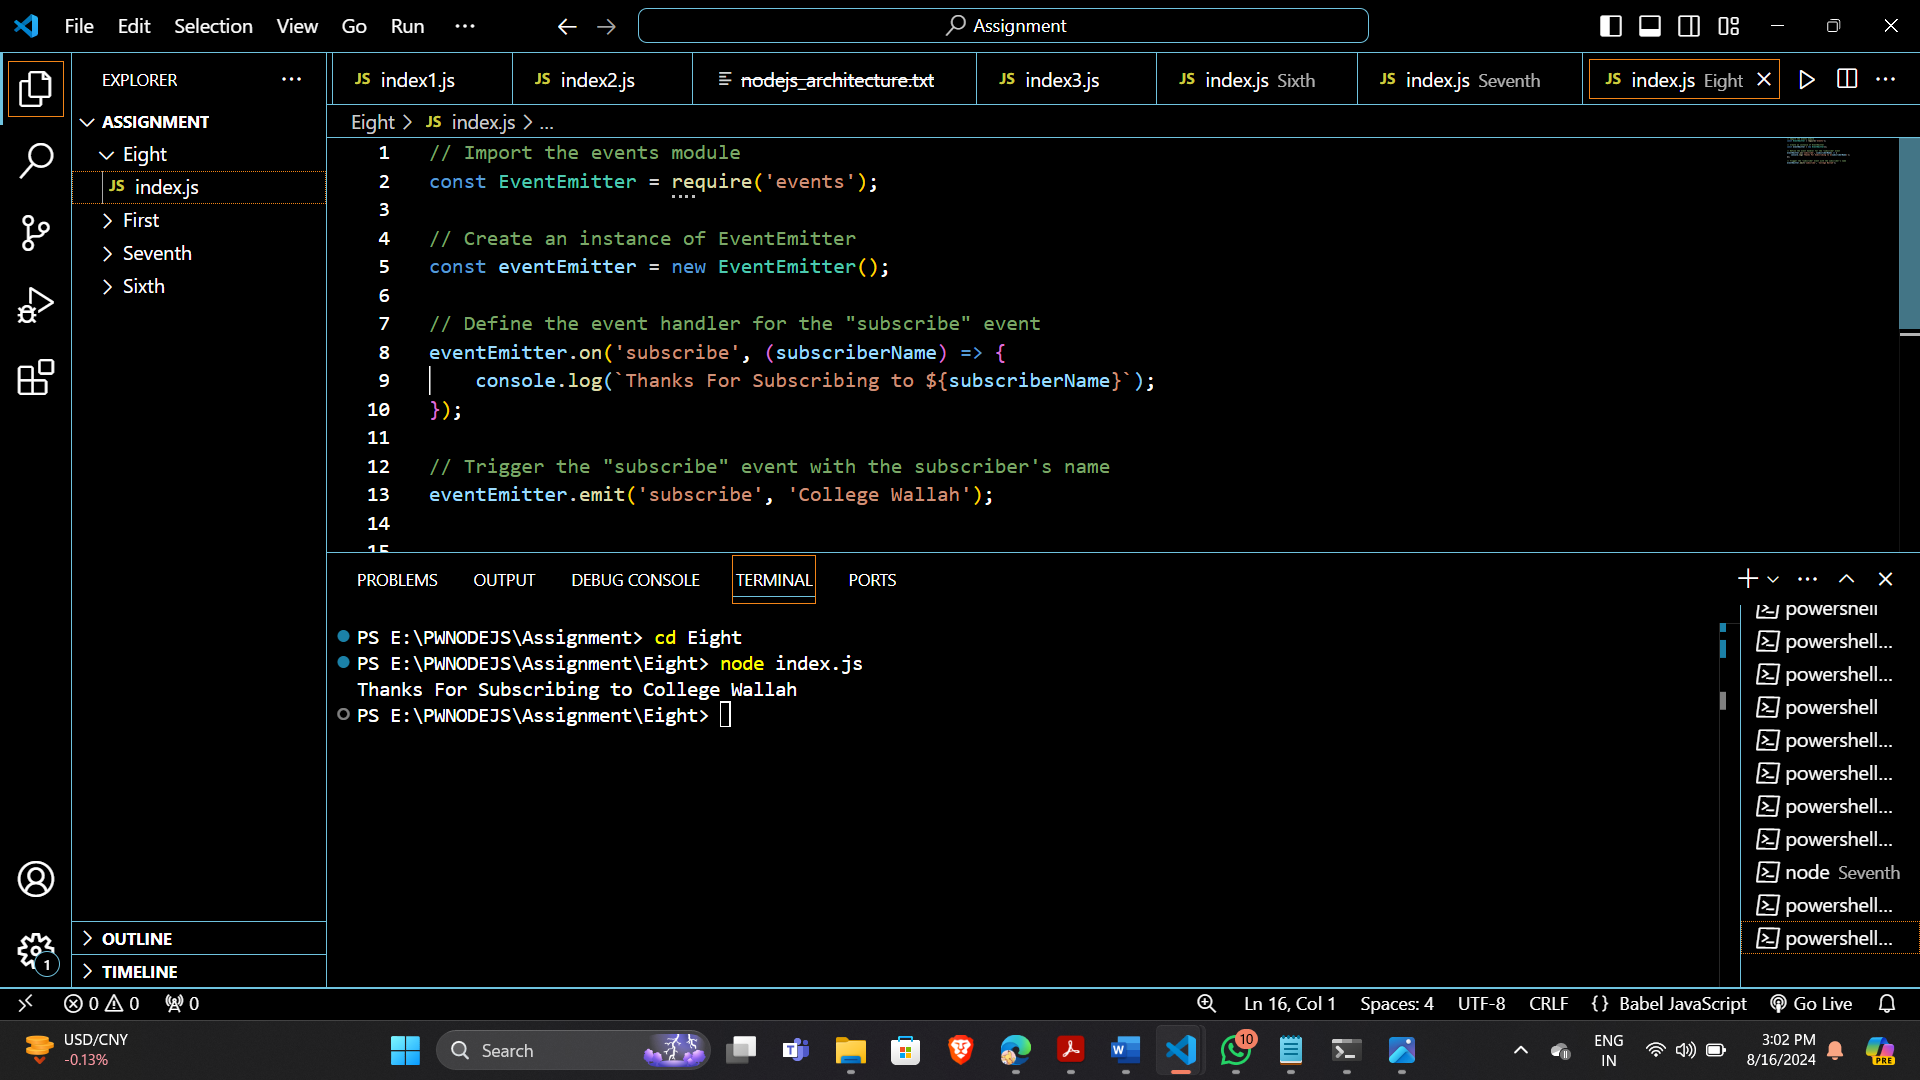 File Edit Selection View Go Run ...
Assignment
EXPLORER ...
JS index1.js
JS index2.js
nodejs_architecture.txt
JS index3.js
JS index.js Sixth
JS index.js Seventh
JS index.js Eight
ASSIGNMENT
Eight
JS index.js
First
Seventh
Sixth
OUTLINE
TIMELINE
Eight > JS index.js > ...
1 // Import the events module
2 const EventEmitter = require('events');
3
4 // Create an instance of EventEmitter
5 const eventEmitter = new EventEmitter();
6
7 // Define the event handler for the "subscribe" event
8 eventEmitter.on('subscribe', (subscriberName) => {
9 console.log(`Thanks For Subscribing to ${subscriberName}`);
10 });
11
12 // Trigger the "subscribe" event with the subscriber's name
13 eventEmitter.emit('subscribe', 'College Wallah');
14
15
PROBLEMS OUTPUT DEBUG CONSOLE TERMINAL PORTS
PS E:\PWNODEJS\Assignment> cd Eight
PS E:\PWNODEJS\Assignment\Eight> node index.js
Thanks For Subscribing to College Wallah
PS E:\PWNODEJS\Assignment\Eight>
powershell
powershell...
powershell...
powershell
powershell...
powershell...
powershell...
powershell...
node Seventh
powershell...
powershell...
1
0 0 0
Ln 16, Col 1 Spaces: 4 UTF-8 CRLF {} Babel JavaScript Go Live
USD/CNY
-0.13%
Search
10
ENG
IN
3:02 PM
8/16/2024
PRE